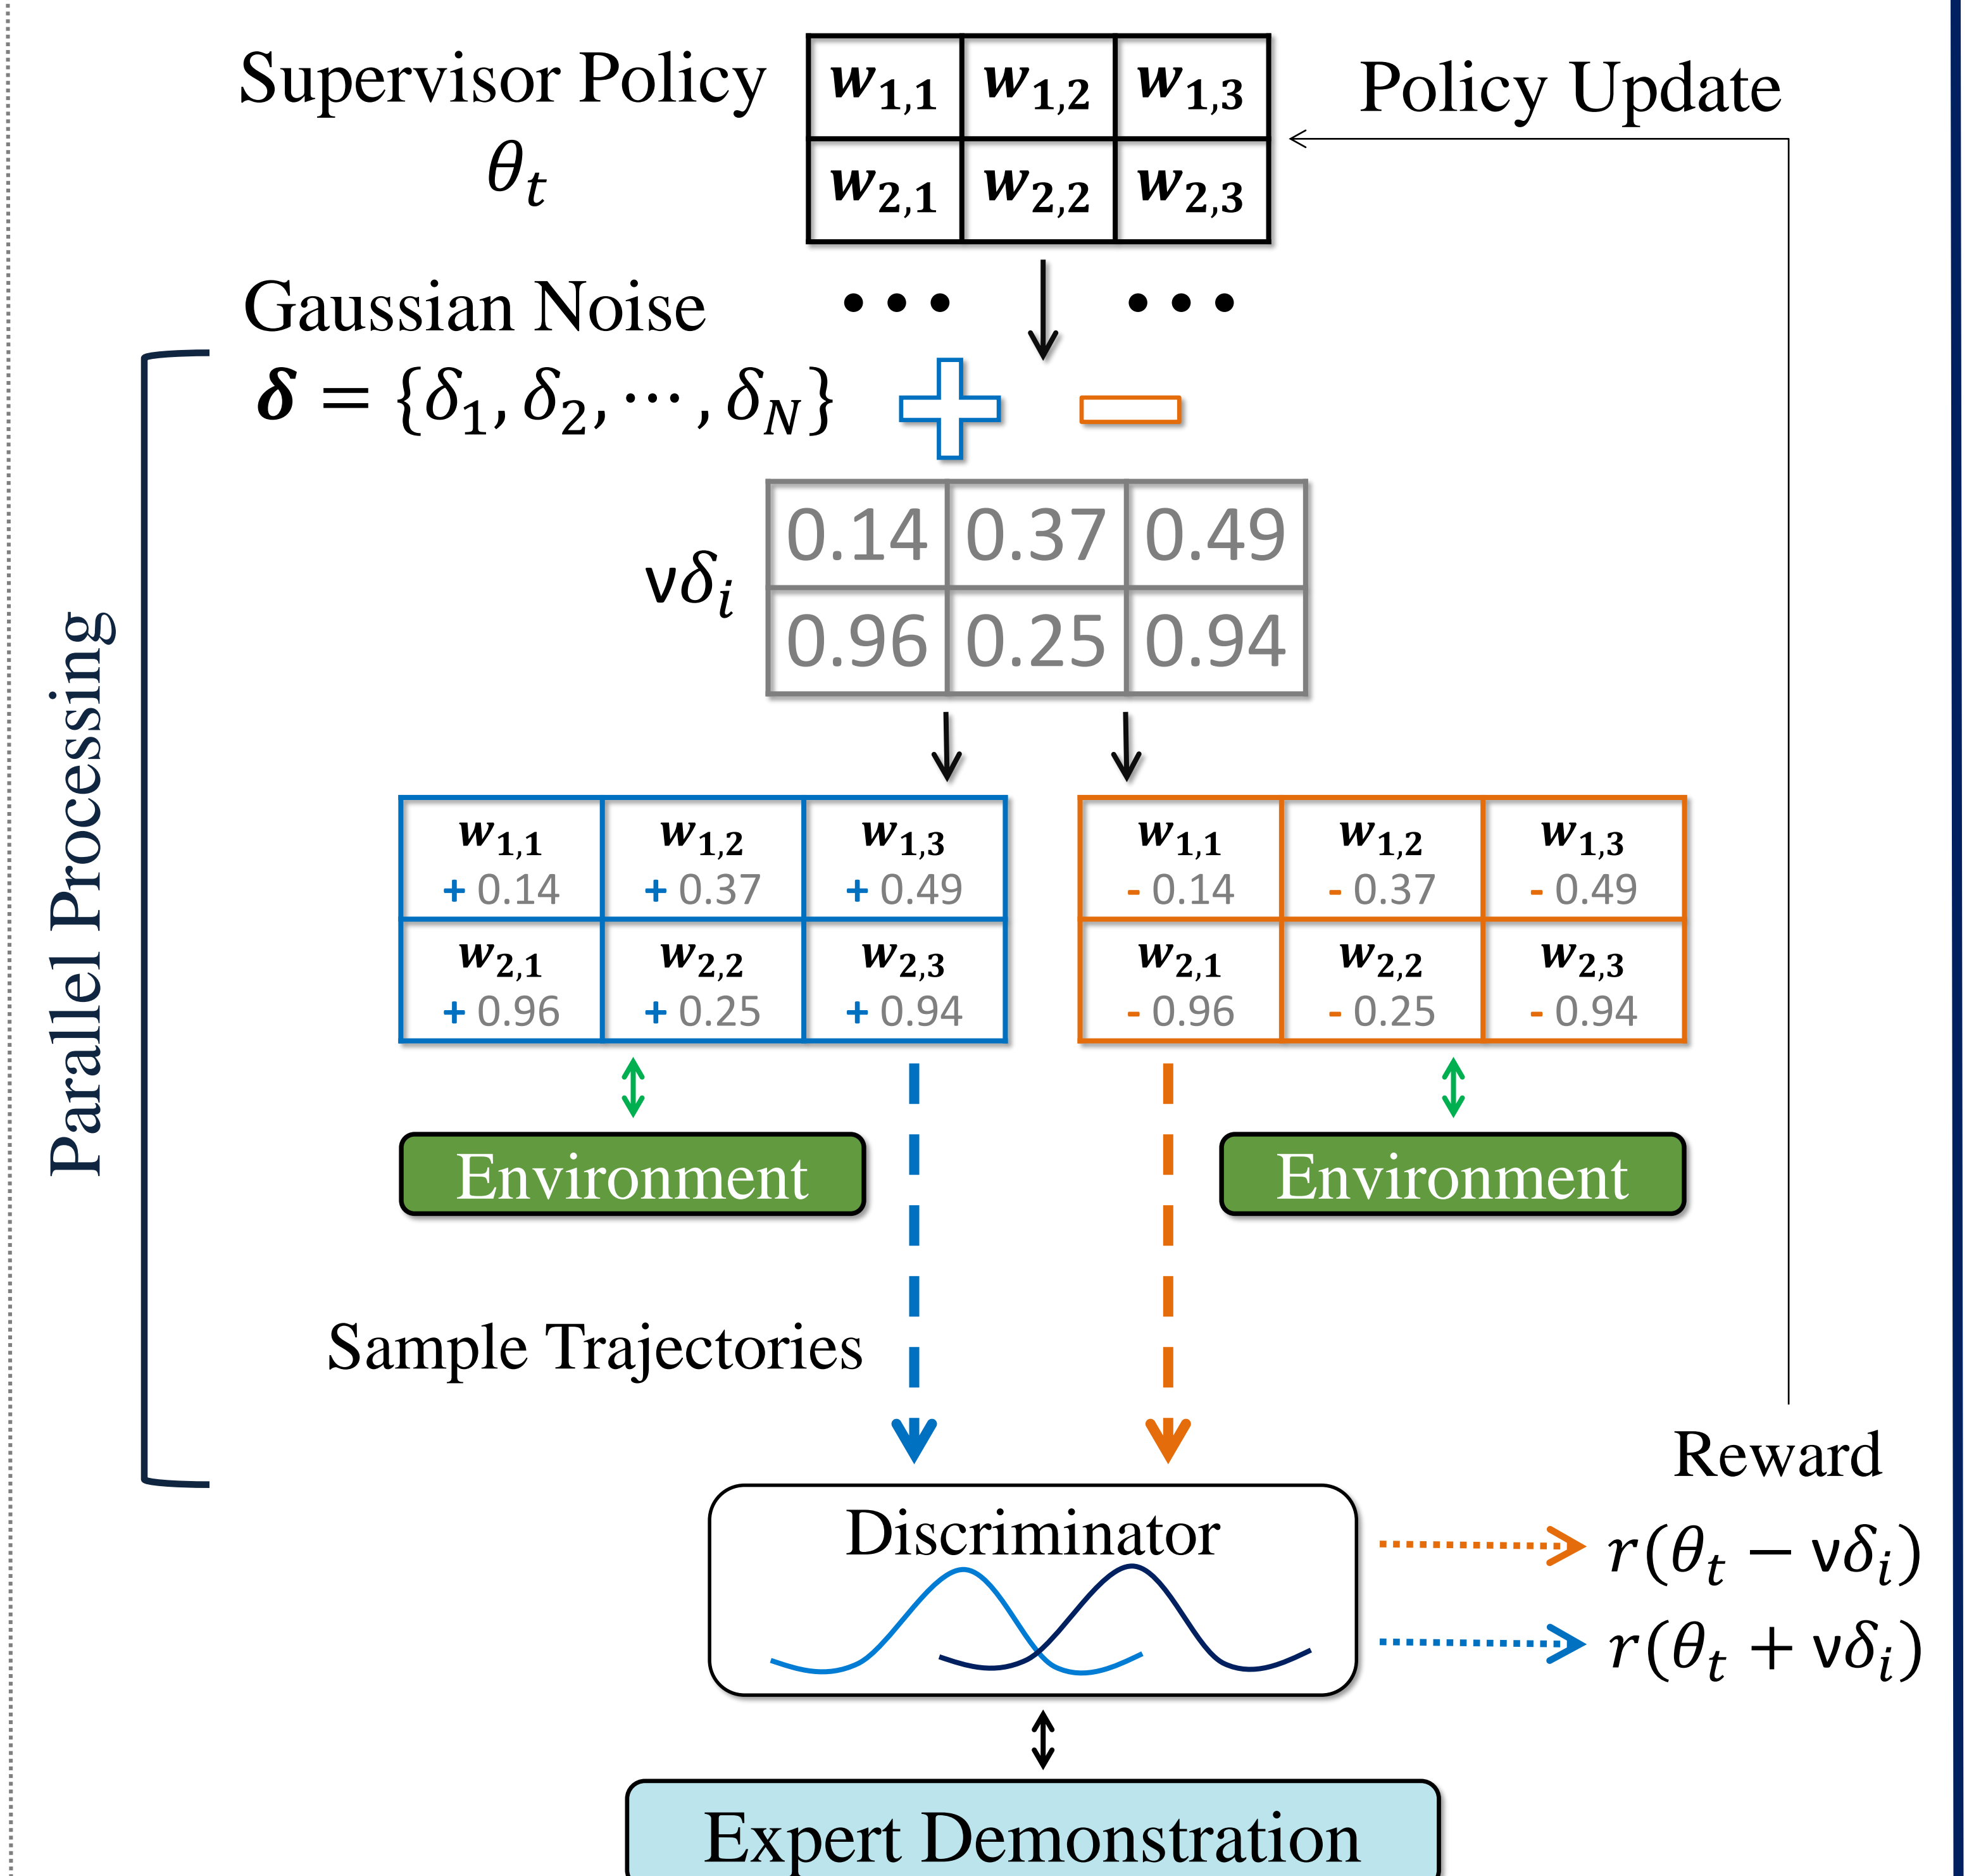 Supervisor Policy
θ_t
w_{1,1} w_{1,2} w_{1,3}
w_{2,1} w_{2,2} w_{2,3}
Policy Update
Gaussian Noise
••• •••
δ = {δ_1, δ_2, ⋯ , δ_N}
νδ_i
0.14 0.37 0.49
0.96 0.25 0.94
Parallel Processing
w_{1,1} w_{1,2} w_{1,3}
+ 0.14 + 0.37 + 0.49
w_{2,1} w_{2,2} w_{2,3}
+ 0.96 + 0.25 + 0.94
w_{1,1} w_{1,2} w_{1,3}
- 0.14 - 0.37 - 0.49
w_{2,1} w_{2,2} w_{2,3}
- 0.96 - 0.25 - 0.94
Environment
Environment
Sample Trajectories
Discriminator
Reward
r(θ_t − νδ_i)
r(θ_t + νδ_i)
Expert Demonstration